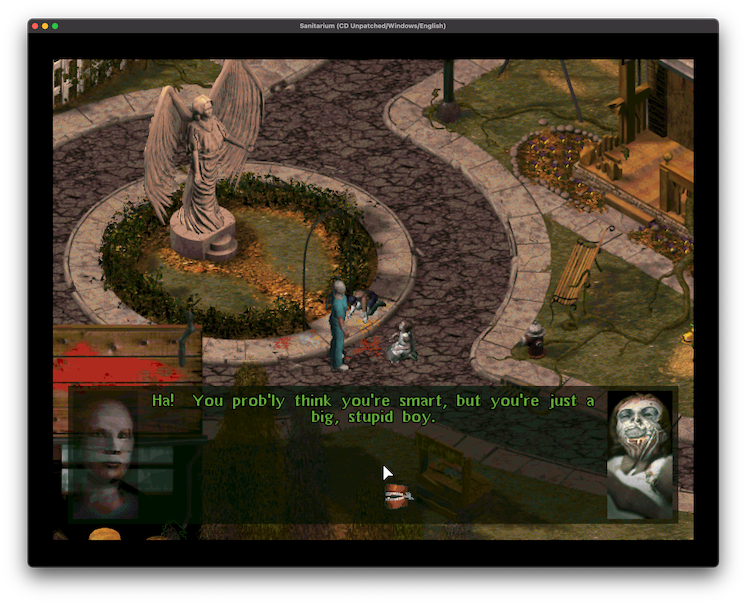 Sanitarium (CD Unpatched/Windows/English)
Ha!  You prob'ly think you're smart, but you're just a
big, stupid boy.